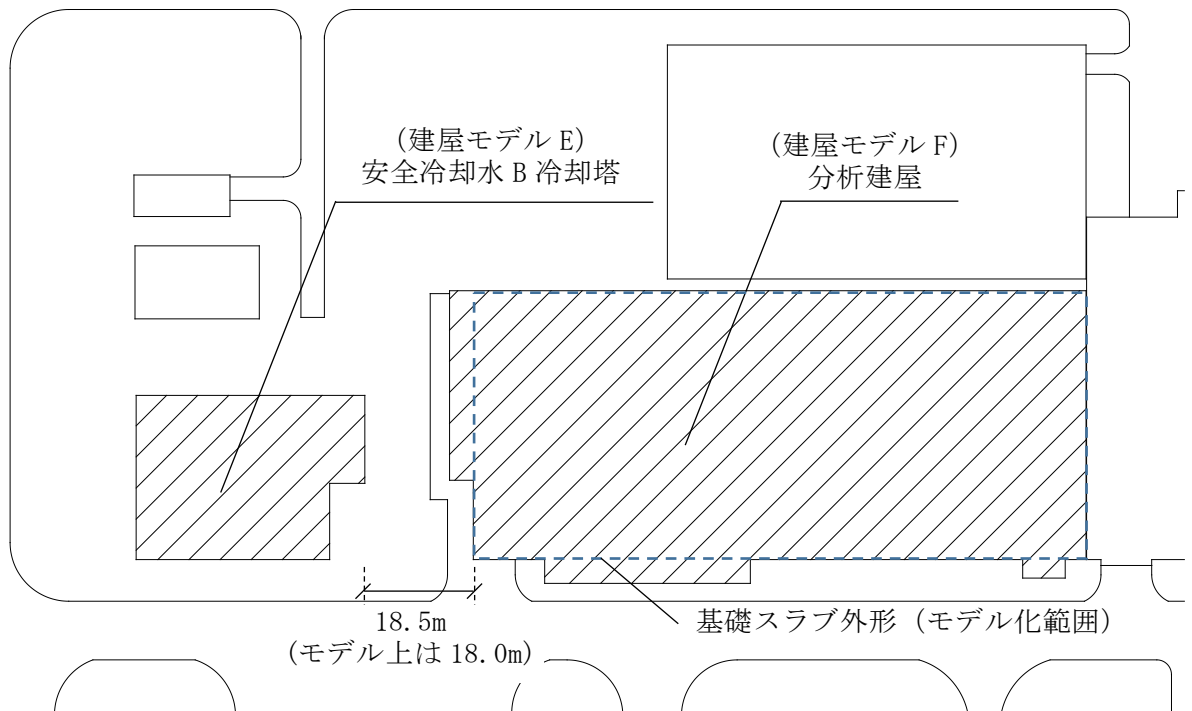 (建屋モデル E)
安全冷却水 B 冷却塔
(建屋モデル F)
分析建屋
18.5m
(モデル上は 18.0m)
基礎スラブ外形（モデル化範囲）